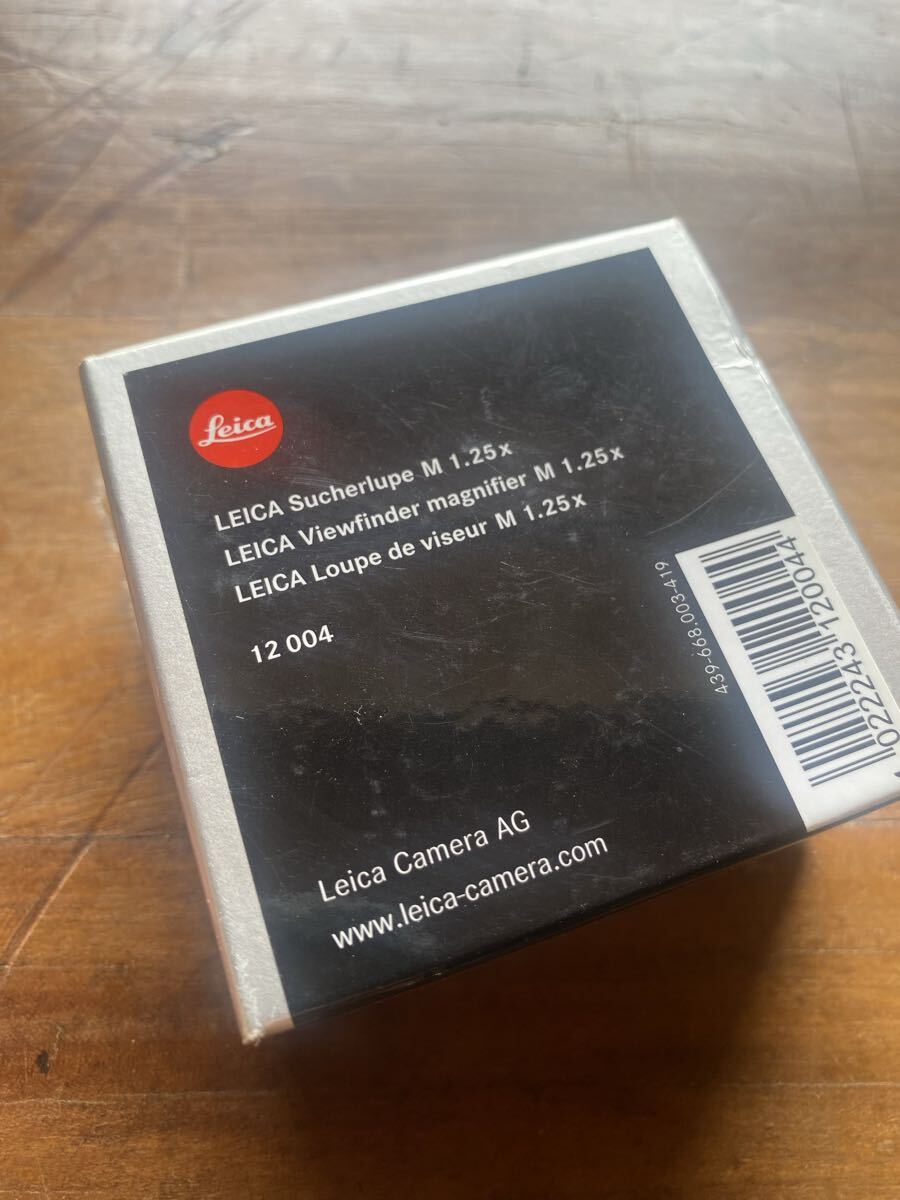 Leica
LEICA Sucherlupe M 1.25x
LEICA Viewfinder magnifier M 1.25x
LEICA Loupe de viseur M 1.25x
12 004
439-668.003-419
022243 120044
Leica Camera AG
www.leica-camera.com